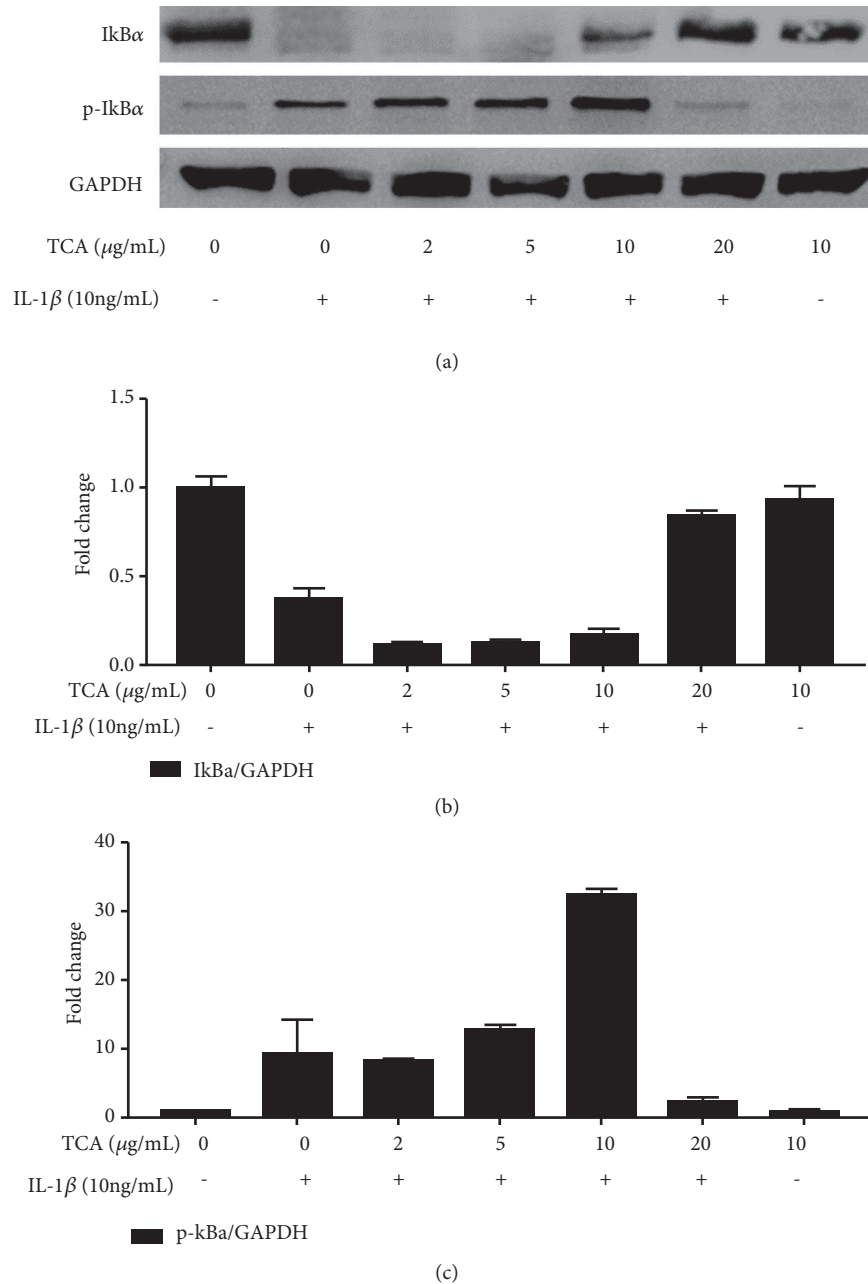 IkBα
p-IkBα
GAPDH
TCA (μg/mL) 0 0 2 5 10 20 10
IL-1β (10ng/mL) - + + + + + -
(a)
1.5
1.0
0.5
0.0
Fold change
TCA (μg/mL) 0 0 2 5 10 20 10
IL-1β (10ng/mL) - + + + + + -
IkBa/GAPDH
(b)
40
30
20
10
0
Fold change
TCA (μg/mL) 0 0 2 5 10 20 10
IL-1β (10ng/mL) - + + + + + -
p-kBa/GAPDH
(c)